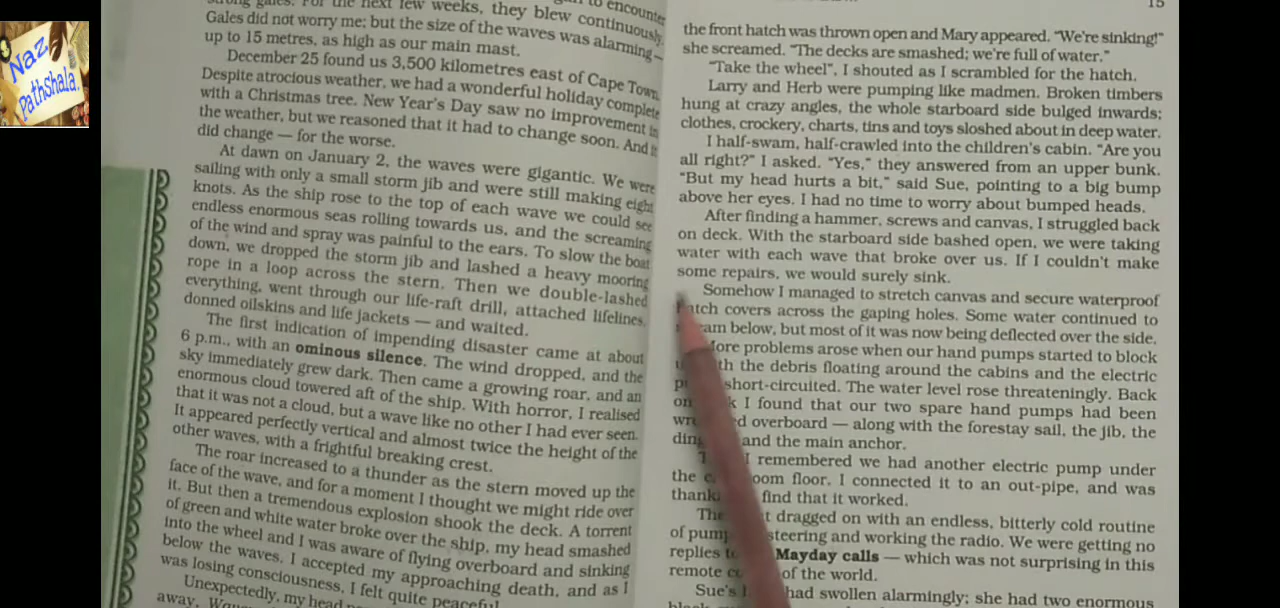 Naz
Pathshala.
to encounter
strong gales. For the next few weeks, they blew continuously.
Gales did not worry me; but the size of the waves was alarming —
up to 15 metres, as high as our main mast.
December 25 found us 3,500 kilometres east of Cape Town.
Despite atrocious weather, we had a wonderful holiday complete
with a Christmas tree. New Year's Day saw no improvement in
the weather, but we reasoned that it had to change soon. And it
did change — for the worse.
At dawn on January 2, the waves were gigantic. We were
sailing with only a small storm jib and were still making eight
knots. As the ship rose to the top of each wave we could see
endless enormous seas rolling towards us, and the screaming
of the wind and spray was painful to the ears. To slow the boat
down, we dropped the storm jib and lashed a heavy mooring
rope in a loop across the stern. Then we double-lashed
everything, went through our life-raft drill, attached lifelines,
donned oilskins and life jackets — and waited.
The first indication of impending disaster came at about
6 p.m., with an ominous silence. The wind dropped, and the
sky immediately grew dark. Then came a growing roar, and an
enormous cloud towered aft of the ship. With horror, I realised
that it was not a cloud, but a wave like no other I had ever seen.
It appeared perfectly vertical and almost twice the height of the
other waves, with a frightful breaking crest.
The roar increased to a thunder as the stern moved up the
face of the wave, and for a moment I thought we might ride over
it. But then a tremendous explosion shook the deck. A torrent
of green and white water broke over the ship, my head smashed
into the wheel and I was aware of flying overboard and sinking
below the waves. I accepted my approaching death, and as I
was losing consciousness, I felt quite peaceful.
Unexpectedly, my head
away.
15
the front hatch was thrown open and Mary appeared. "We're sinking!"
she screamed. "The decks are smashed; we're full of water."
"Take the wheel", I shouted as I scrambled for the hatch.
Larry and Herb were pumping like madmen. Broken timbers
hung at crazy angles, the whole starboard side bulged inwards;
clothes, crockery, charts, tins and toys sloshed about in deep water.
I half-swam, half-crawled into the children's cabin. "Are you
all right?" I asked. "Yes," they answered from an upper bunk.
"But my head hurts a bit," said Sue, pointing to a big bump
above her eyes. I had no time to worry about bumped heads.
After finding a hammer, screws and canvas, I struggled back
on deck. With the starboard side bashed open, we were taking
water with each wave that broke over us. If I couldn't make
some repairs, we would surely sink.
Somehow I managed to stretch canvas and secure waterproof
hatch covers across the gaping holes. Some water continued to
below, but most of it was now being deflected over the side.
More problems arose when our hand pumps started to block
the debris floating around the cabins and the electric
short-circuited. The water level rose threateningly. Back
I found that our two spare hand pumps had been
overboard — along with the forestay sail, the jib, the
and the main anchor.
I remembered we had another electric pump under
the floor. I connected it to an out-pipe, and was
find that it worked.
dragged on with an endless, bitterly cold routine
of steering and working the radio. We were getting no
replies Mayday calls — which was not surprising in this
remote of the world.
Sue's had swollen alarmingly; she had two enormous